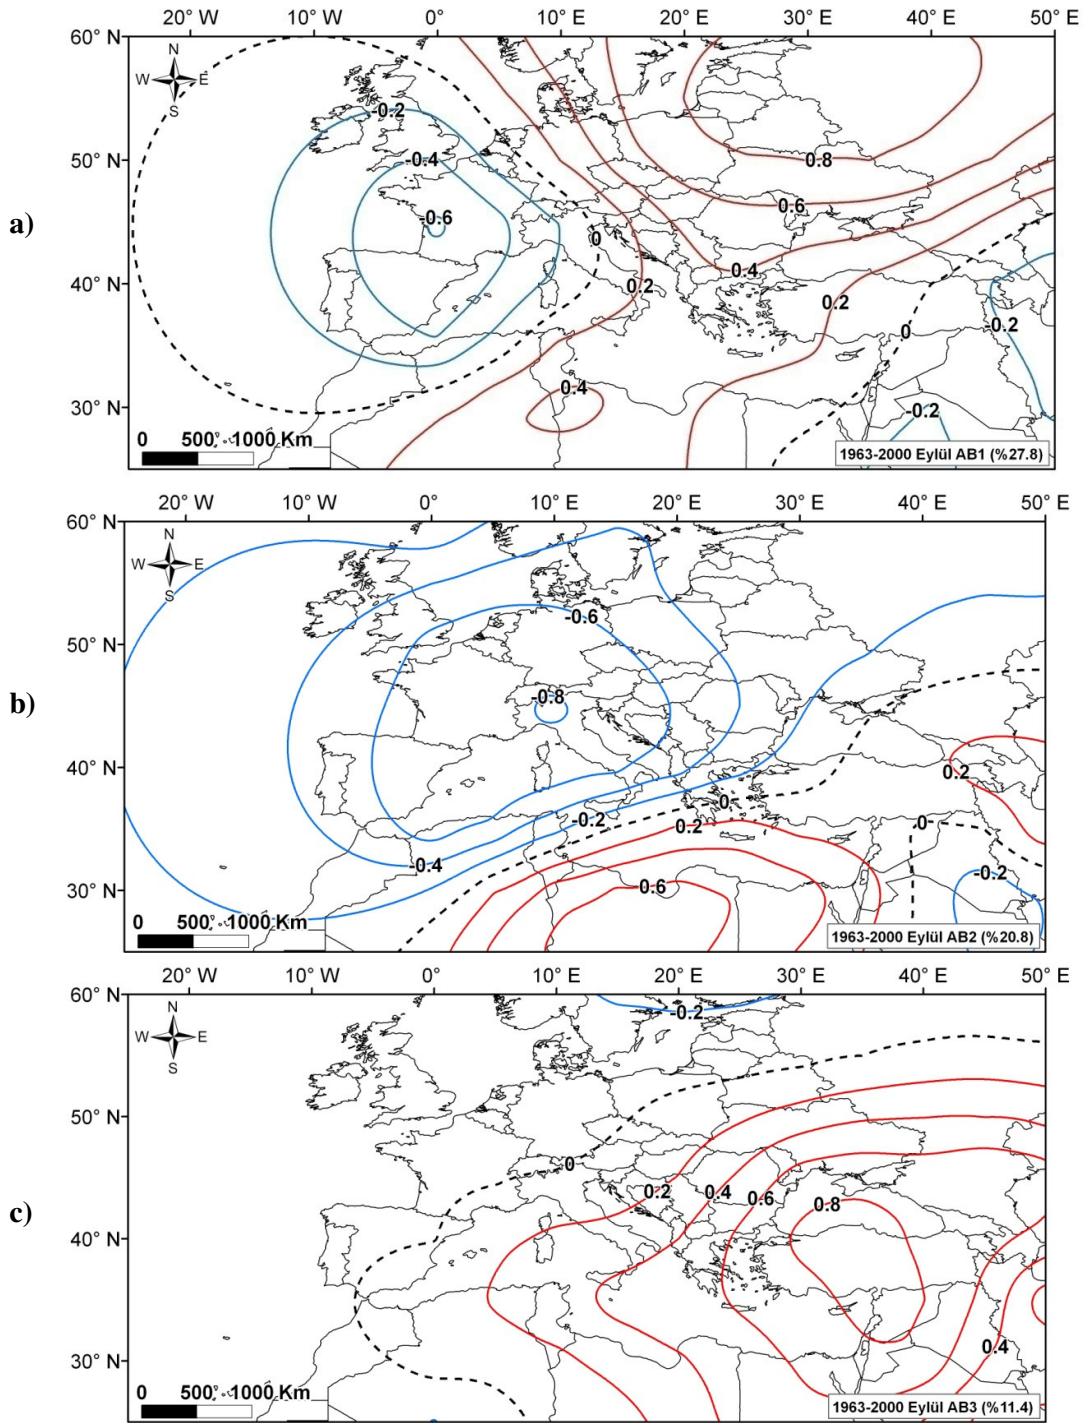 20° W 10° W 0° 10° E 20° E 30° E 40° E 50° E
60° N
N
W E
S
-0.2
50° N
-0.4
0.8
-0.6
0.6
a)
0
0.4
40° N
0.2
0.2
-0.2
0
0.4
30° N
-0.2
0 500 1000 Km
1963-2000 Eylül AB1 (%27.8)
20° W 10° W 0° 10° E 20° E 30° E 40° E 50° E
60° N
N
W E
S
-0.6
50° N
-0.8
b)
40° N
0.2
0
-0.2
0.2
0
-0.4
-0.2
30° N
0.6
0 500 1000 Km
1963-2000 Eylül AB2 (%20.8)
20° W 10° W 0° 10° E 20° E 30° E 40° E 50° E
60° N
N
-0.2
W E
S
50° N
0
0.2 0.4 0.6 0.8
c)
40° N
0.4
30° N
0 500 1000 Km
1963-2000 Eylül AB3 (%11.4)